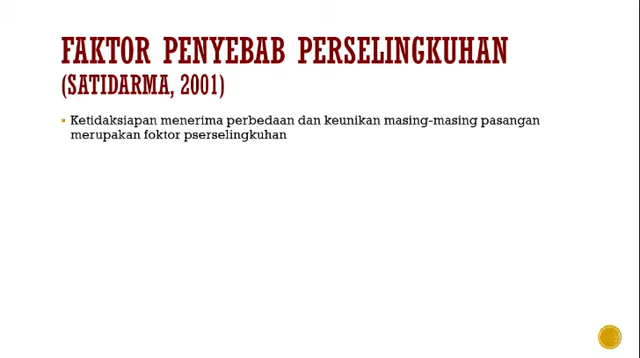 FAKTOR PENYEBAB PERSELINGKUHAN
(SATIDARMA, 2001)
Ketidaksiapan menerima perbedaan dan keunikan masing-masing pasangan
merupakan foktor pserselingkuhan